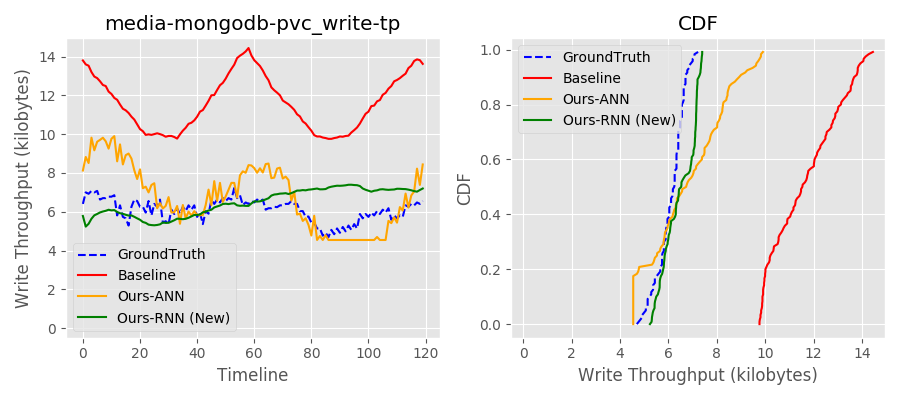 media-mongodb-pvc_write-tp
Write Throughput (kilobytes)
14
12
10
8
6
4
2
0
GroundTruth
Baseline
Ours-ANN
Ours-RNN (New)
0 20 40 60 80 100 120
Timeline
CDF
CDF
1.0
0.8
0.6
0.4
0.2
0.0
GroundTruth
Baseline
Ours-ANN
Ours-RNN (New)
0 2 4 6 8 10 12 14
Write Throughput (kilobytes)